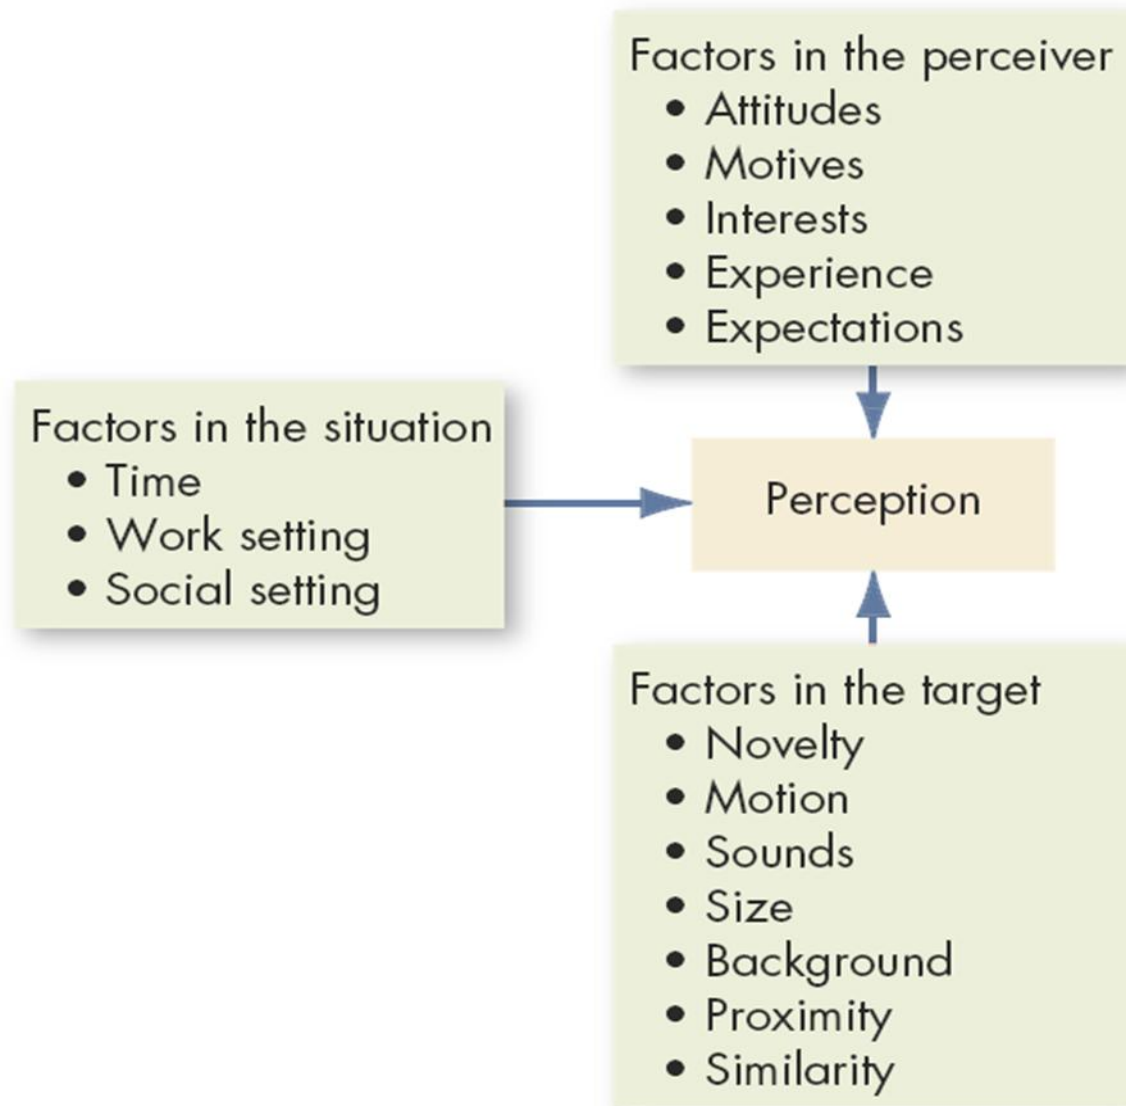 Factors in the perceiver
• Attitudes
• Motives
• Interests
• Experience
• Expectations
Factors in the situation
• Time
• Work setting
• Social setting
Perception
Factors in the target
• Novelty
• Motion
• Sounds
• Size
• Background
• Proximity
• Similarity